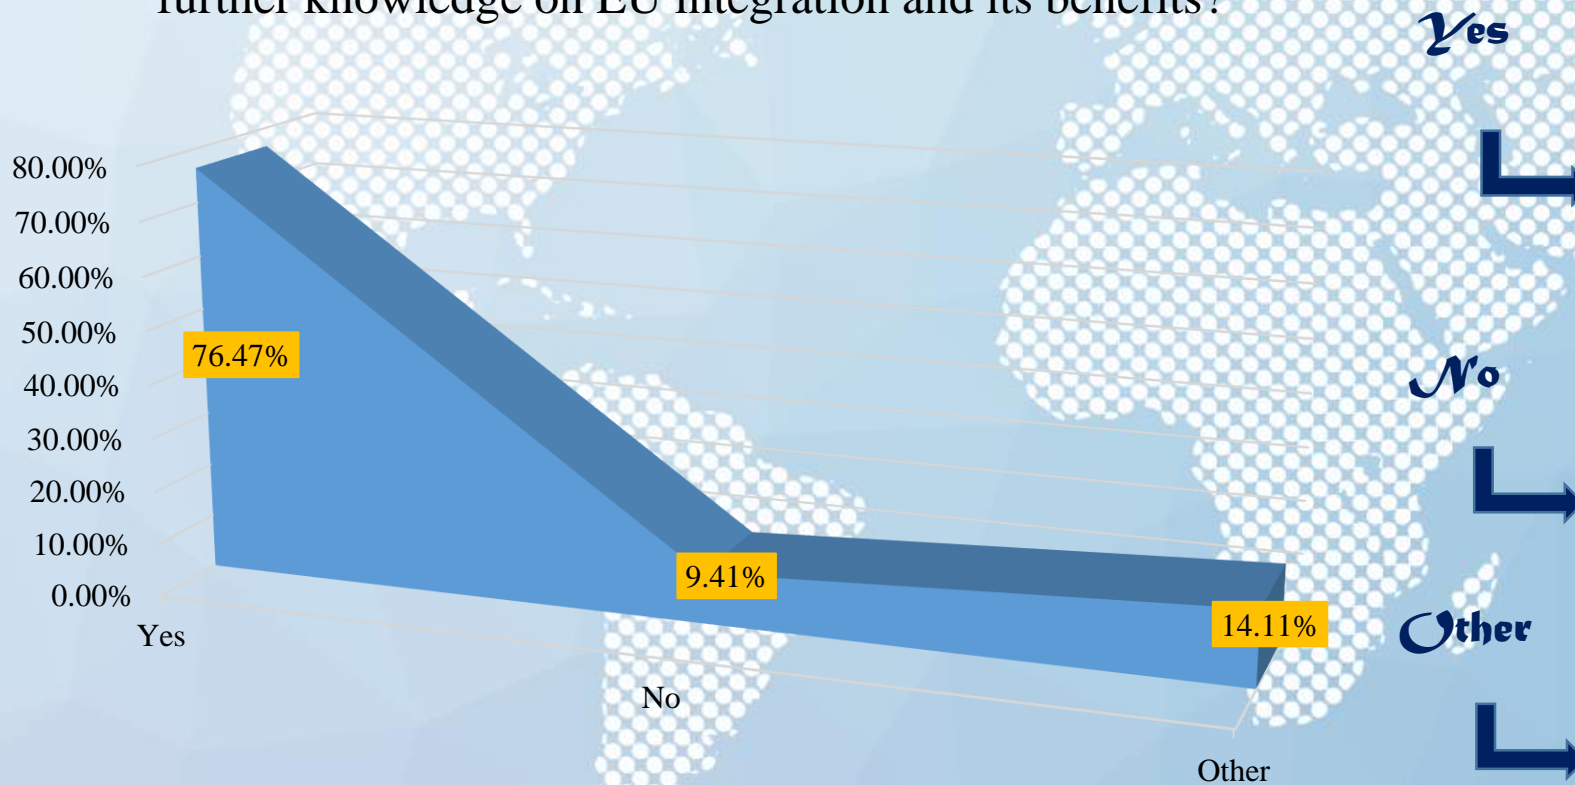 further knowledge on EU integration and its benefits?
80.00%
70.00%
60.00%
50.00%
40.00%
30.00%
20.00%
10.00%
0.00%
76.47%
9.41%
14.11%
Yes
No
Other
Yes
No
Other